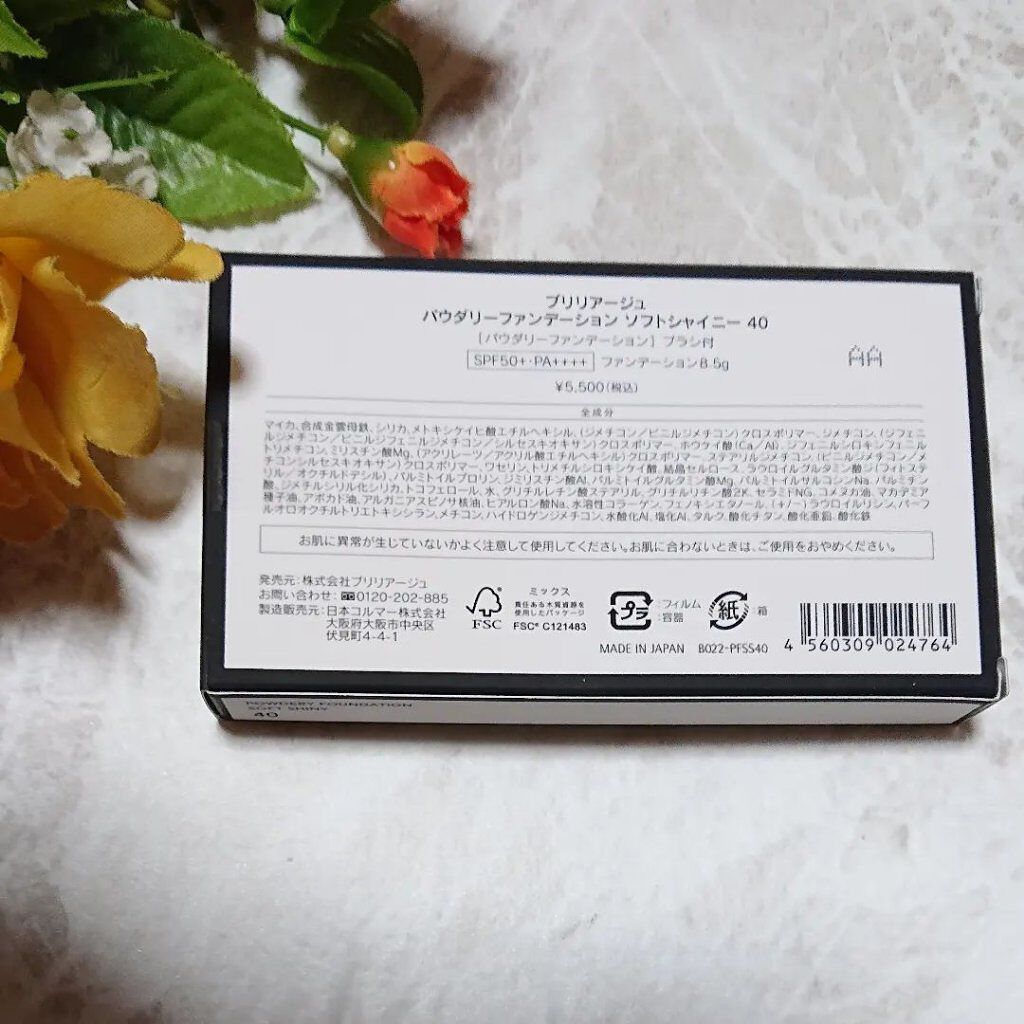 ブリリアージュ
パウダリーファンデーション ソフトシャイニー 40
〔パウダリーファンデーション〕 ブラシ付
SPF50+・PA++++ ファンデーション8.5g
¥5,500(税込)
全成分
マイカ、合成金雲母鉄、シリカ、メトキシケイヒ酸エチルヘキシル、(ジメチコン/ビニルジメチコン)クロスポリマー、ジメチコン、(ジフェニ
ルジメチコン/ビニルジフェニルジメチコン/シルセスキオキサン)クロスポリマー、ホウケイ酸(Ca/Al)、ジフェニルシロキシフェニル
トリメチコン、ミリスチン酸Mg、(アクリレーツ/アクリル酸エチルヘキシル)クロスポリマー、ステアリルジメチコン、(ビニルジメチコン/メ
チコンシルセスキオキサン)クロスポリマー、ワセリン、トリメチルシロキシケイ酸、結晶セルロース、ラウロイルグルタミン酸ジ(フィトステ
リル/オクチルドデシル)、パルミトイルプロリン、ジミリスチン酸Al、パルミトイルグルタミン酸Mg、パルミトイルサルコシンNa、パルミチン
酸、ジメチルシリル化シリカ、トコフェロール、水、グリチルレチン酸ステアリル、グリチルリチン酸2K、セラミドNG、コメヌカ油、マカデミア
種子油、アボカド油、アルガニアスピノサ核油、ヒアルロン酸Na、水溶性コラーゲン、フェノキシエタノール、(+/-)ラウロイルリシン、パーフ
ルオロオクチルトリエトキシシラン、メチコン、ハイドロゲンジメチコン、水酸化Al、塩化Al、タルク、酸化チタン、酸化亜鉛、酸化鉄
お肌に異常が生じていないかよく注意して使用してください。お肌に合わないときは、ご使用をおやめください。
発売元:株式会社ブリリアージュ
お問い合わせ:0120-202-885
製造販売元:日本コルマー株式会社
大阪府大阪市中央区
伏見町4-4-1
FSC
ミックス
責任ある木質資源を
使用したパッケージ
FSC® C121483
プラ :フィルム
:容器
紙 :箱
MADE IN JAPAN B022-PFSS40
4 560309 024764
POWDERY FOUNDATION
SOFT SHINY
40